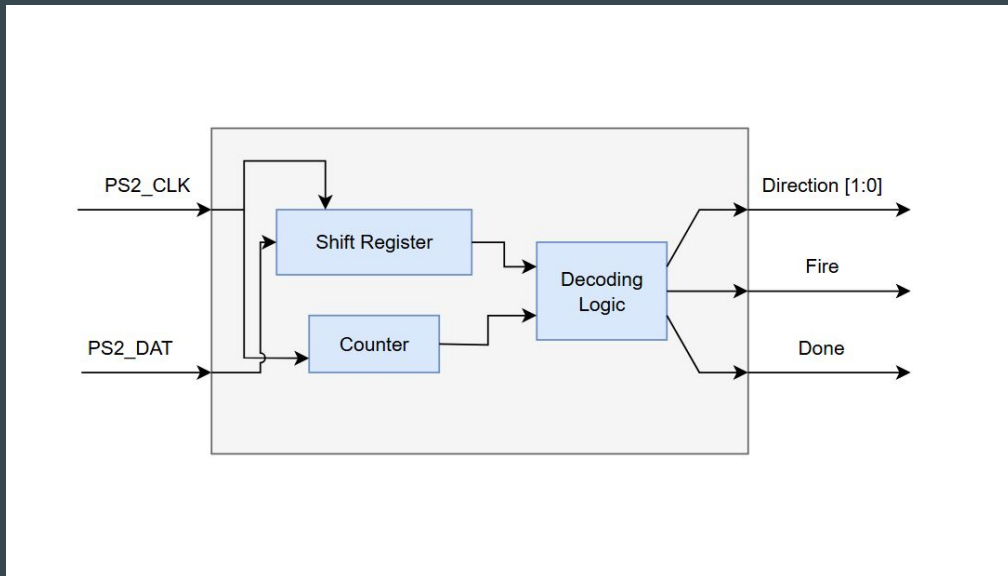 PS2_CLK
Direction [1:0]
Shift Register
Fire
Decoding
Logic
Counter
PS2_DAT
Done